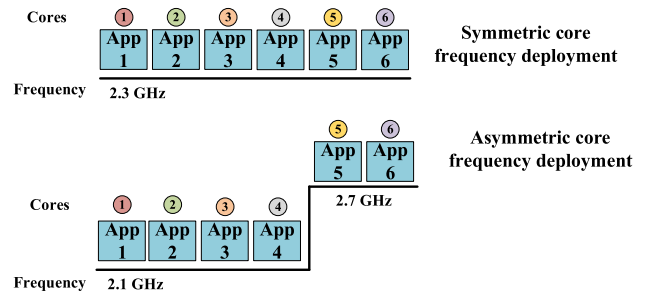 Cores 1 2 3 4 5 6
App 1 App 2 App 3 App 4 App 5 App 6
Symmetric core
frequency deployment
Frequency 2.3 GHz
5 6
App 5 App 6
Asymmetric core
frequency deployment
2.7 GHz
Cores 1 2 3 4
App 1 App 2 App 3 App 4
Frequency 2.1 GHz